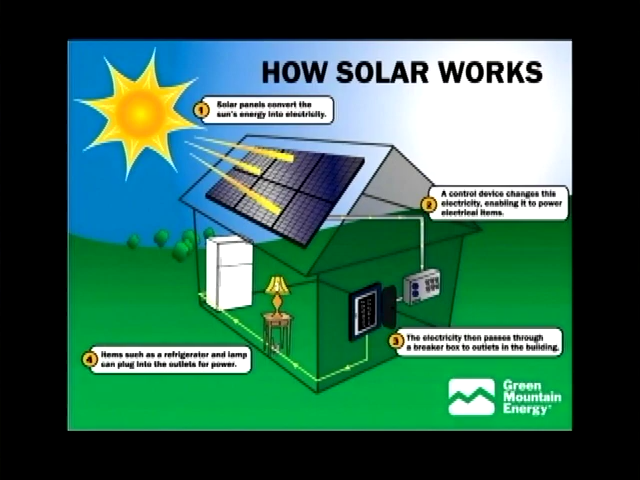 HOW SOLAR WORKS
1
Solar panels convert the
sun's energy into electricity.
2
A control device changes this
electricity, enabling it to power
electrical items.
3
The electricity then passes through
a breaker box to outlets in the building.
4
Items such as a refrigerator and lamp
can plug into the outlets for power.
Green
Mountain
Energy